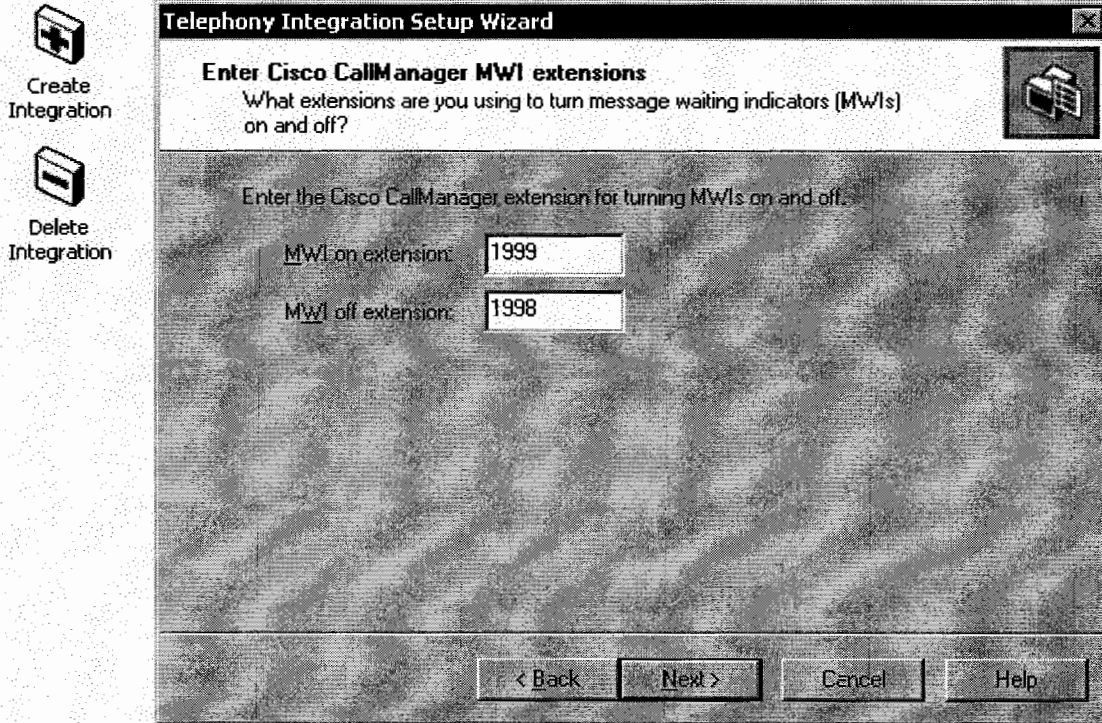 Create
Integration
Delete
Integration
Telephony Integration Setup Wizard
Enter Cisco CallManager MWI extensions
What extensions are you using to turn message waiting indicators (MWIs)
on and off?
Enter the Cisco CallManager extension for turning MWIs on and off.
MWI on extension: 1999
MWI off extension: 1998
< Back Next > Cancel Help